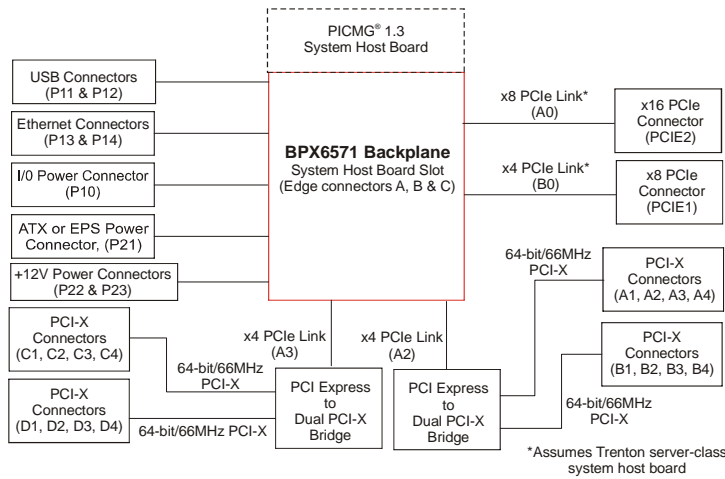 PICMG® 1.3
System Host Board
USB Connectors
(P11 & P12)
Ethernet Connectors
(P13 & P14)
I/0 Power Connector
(P10)
ATX or EPS Power
Connector, (P21)
+12V Power Connectors
(P22 & P23)
BPX6571 Backplane
System Host Board Slot
(Edge connectors A, B & C)
x8 PCIe Link*
(A0)
x16 PCIe
Connector
(PCIE2)
x4 PCIe Link*
(B0)
x8 PCIe
Connector
(PCIE1)
64-bit/66MHz
PCI-X
PCI-X
Connectors
(A1, A2, A3, A4)
PCI-X
Connectors
(C1, C2, C3, C4)
x4 PCIe Link
(A3)
x4 PCIe Link
(A2)
PCI-X
Connectors
(B1, B2, B3, B4)
64-bit/66MHz
PCI-X
PCI Express
to
Dual PCI-X
Bridge
PCI Express
to
Dual PCI-X
Bridge
PCI-X
Connectors
(D1, D2, D3, D4)
64-bit/66MHz PCI-X
64-bit/66MHz
PCI-X
*Assumes Trenton server-class
system host board